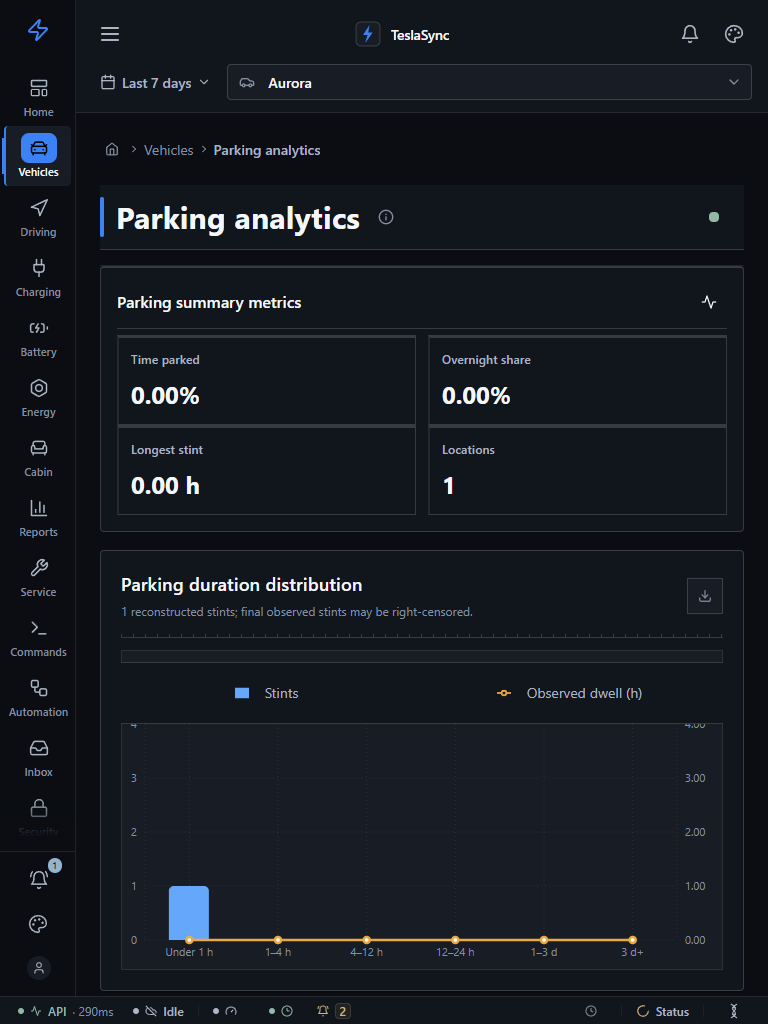 TeslaSync
Last 7 days
Aurora
Home
Vehicles
Driving
Charging
Battery
Energy
Cabin
Reports
Service
Commands
Automation
Inbox
Security
1
Vehicles
Parking analytics
Parking analytics
Parking summary metrics
Time parked
0.00%
Overnight share
0.00%
Longest stint
0.00 h
Locations
1
Parking duration distribution
1 reconstructed stints; final observed stints may be right-censored.
Stints
Observed dwell (h)
4
4.00
3
3.00
2
2.00
1
1.00
0
0.00
Under 1 h
1–4 h
4–12 h
12–24 h
1–3 d
3 d+
API · 290ms
Idle
2
Status